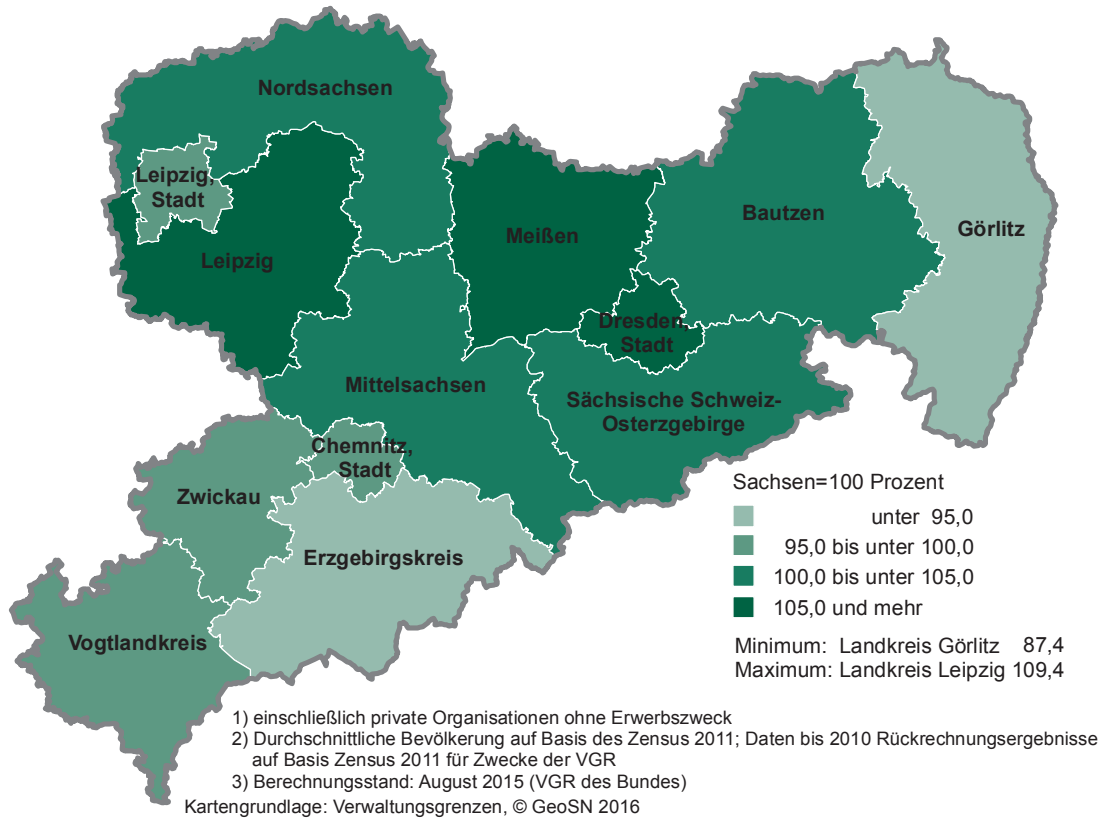 Nordsachsen
Leipzig,
Stadt
Bautzen
Görlitz
Meißen
Leipzig
Dresden,
Stadt
Mittelsachsen
Sächsische Schweiz-
Osterzgebirge
Chemnitz,
Stadt
Zwickau
Erzgebirgskreis
Vogtlandkreis
Sachsen=100 Prozent
unter 95,0
95,0 bis unter 100,0
100,0 bis unter 105,0
105,0 und mehr
Minimum: Landkreis Görlitz 87,4
Maximum: Landkreis Leipzig 109,4
1) einschließlich private Organisationen ohne Erwerbszweck
2) Durchschnittliche Bevölkerung auf Basis des Zensus 2011; Daten bis 2010 Rückrechnungsergebnisse
auf Basis Zensus 2011 für Zwecke der VGR
3) Berechnungsstand: August 2015 (VGR des Bundes)
Kartengrundlage: Verwaltungsgrenzen, © GeoSN 2016